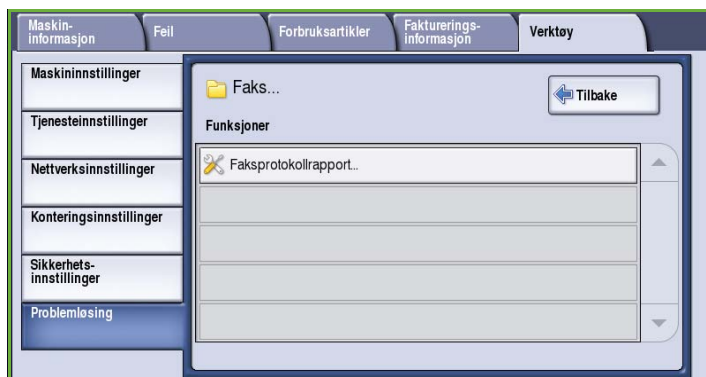 Maskin-
informasjon
Feil
Forbruksartikler
Fakturerings-
informasjon
Verktøy
Maskininnstillinger
Tjenesteinnstillinger
Nettverksinnstillinger
Konteringsinnstillinger
Sikkerhets-
innstillinger
Problemløsing
Faks...
Tilbake
Funksjoner
Faksprotokollrapport...